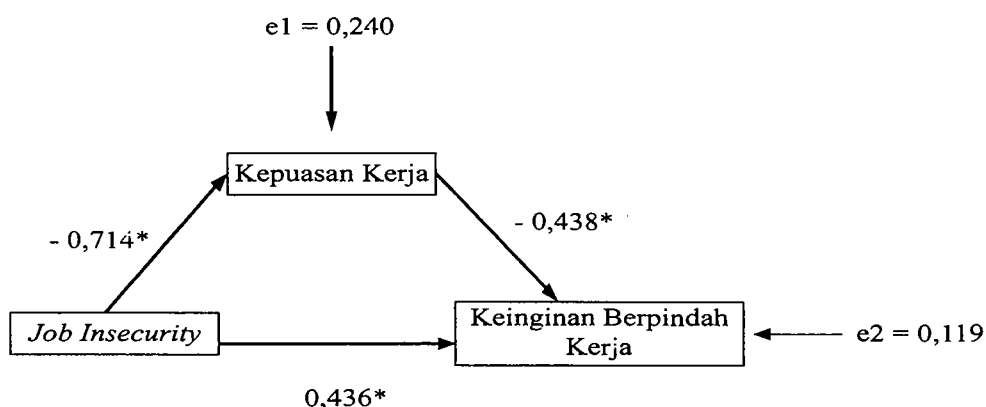 e1 = 0,240
Kepuasan Kerja
- 0,714*
- 0,438*
Job Insecurity
Keinginan Berpindah
Kerja
e2 = 0,119
0,436*